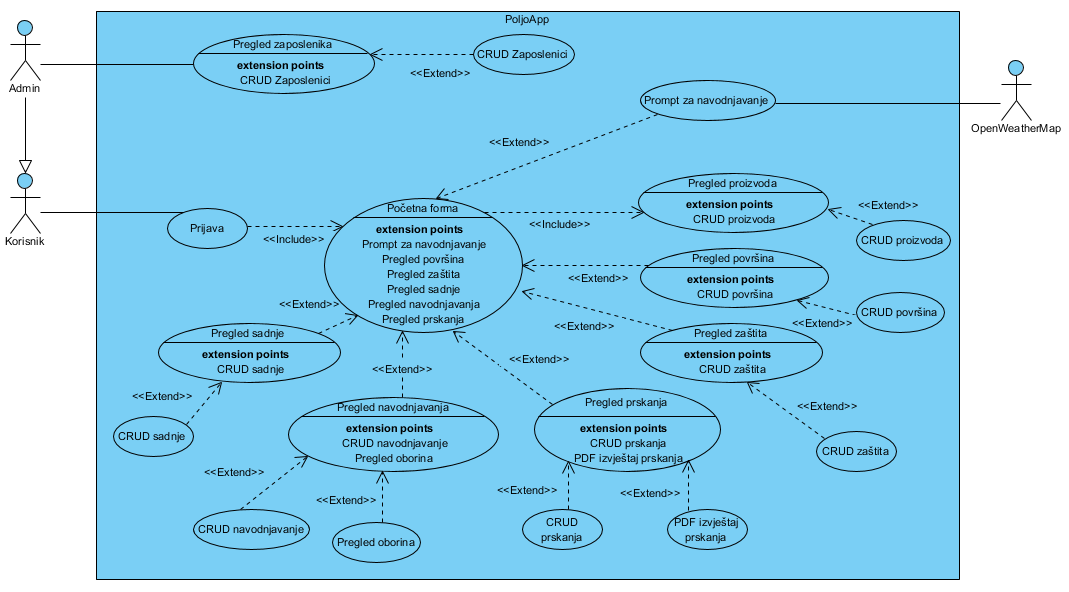 PoljoApp
Pregled zaposlenika
extension points
CRUD Zaposlenici
<<Extend>>
CRUD Zaposlenici
Admin
Prompt za navodnjavanje
OpenWeatherMap
<<Extend>>
Korisnik
Prijava
<<Include>>
Početna forma
extension points
Prompt za navodnjavanje
Pregled površina
Pregled zaštita
Pregled sadnje
Pregled navodnjavanja
Pregled prskanja
<<Include>>
Pregled proizvoda
extension points
CRUD proizvoda
<<Extend>>
CRUD proizvoda
<<Extend>>
Pregled površina
extension points
CRUD površina
<<Extend>>
CRUD površina
<<Extend>>
Pregled zaštita
extension points
CRUD zaštita
<<Extend>>
CRUD zaštita
<<Extend>>
Pregled sadnje
extension points
CRUD sadnje
<<Extend>>
CRUD sadnje
<<Extend>>
Pregled navodnjavanja
extension points
CRUD navodnjavanje
Pregled oborina
<<Extend>>
CRUD navodnjavanje
<<Extend>>
Pregled oborina
<<Extend>>
Pregled prskanja
extension points
CRUD prskanja
PDF izvještaj prskanja
<<Extend>>
CRUD
prskanja
<<Extend>>
PDF izvještaj
prskanja